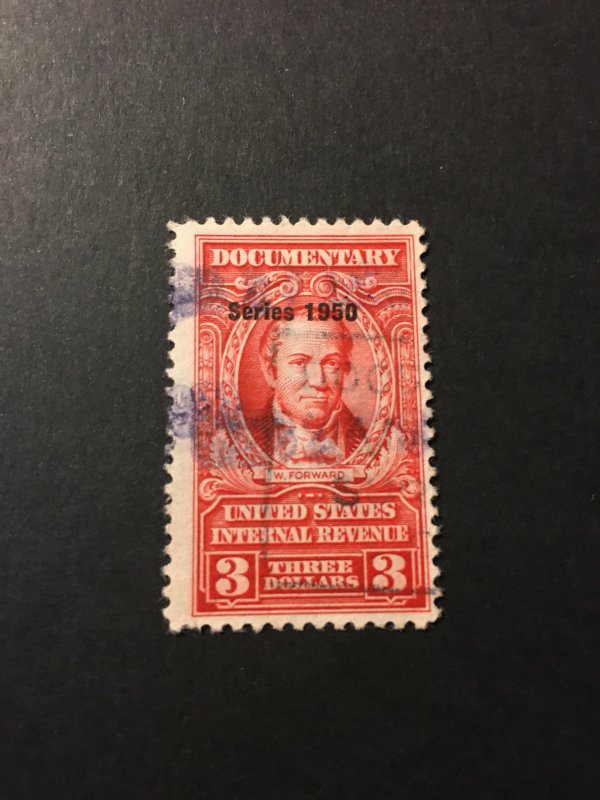 DOCUMENTARY
Series 1950
W. FORWARD
S
UNITED STATES
INTERNAL REVENUE
3 THREE DOLLARS 3